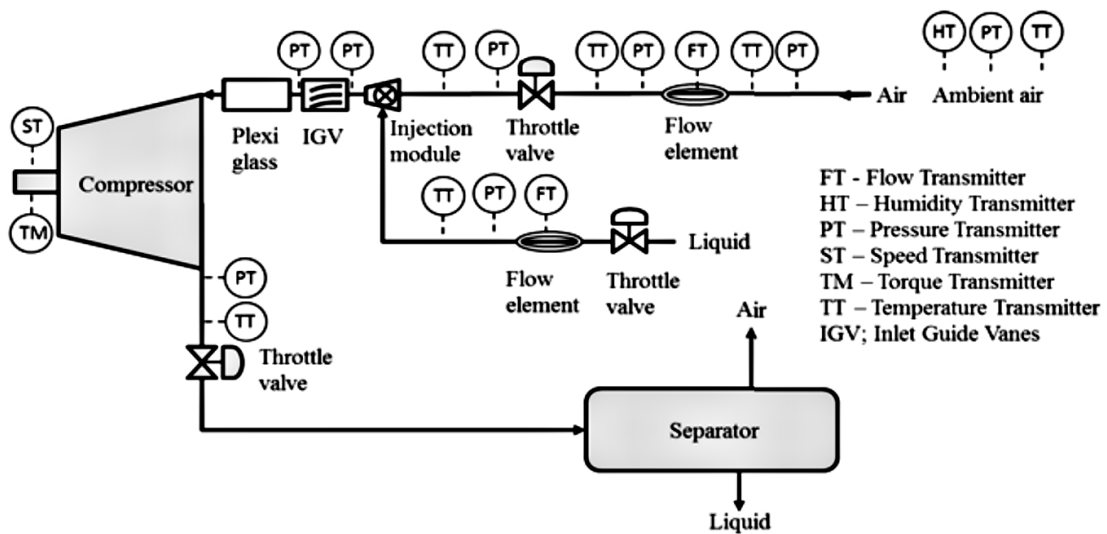 HT PT TT
PT PT TT PT TT PT FT TT PT
Air Ambient air
ST
Plexi
glass
IGV
Injection
module
Throttle
valve
Flow
element
Compressor
TT PT FT
FT - Flow Transmitter
HT – Humidity Transmitter
PT – Pressure Transmitter
ST – Speed Transmitter
TM – Torque Transmitter
TT – Temperature Transmitter
IGV; Inlet Guide Vanes
TM
Liquid
PT
Flow
element
Throttle
valve
TT
Air
Throttle
valve
Separator
Liquid